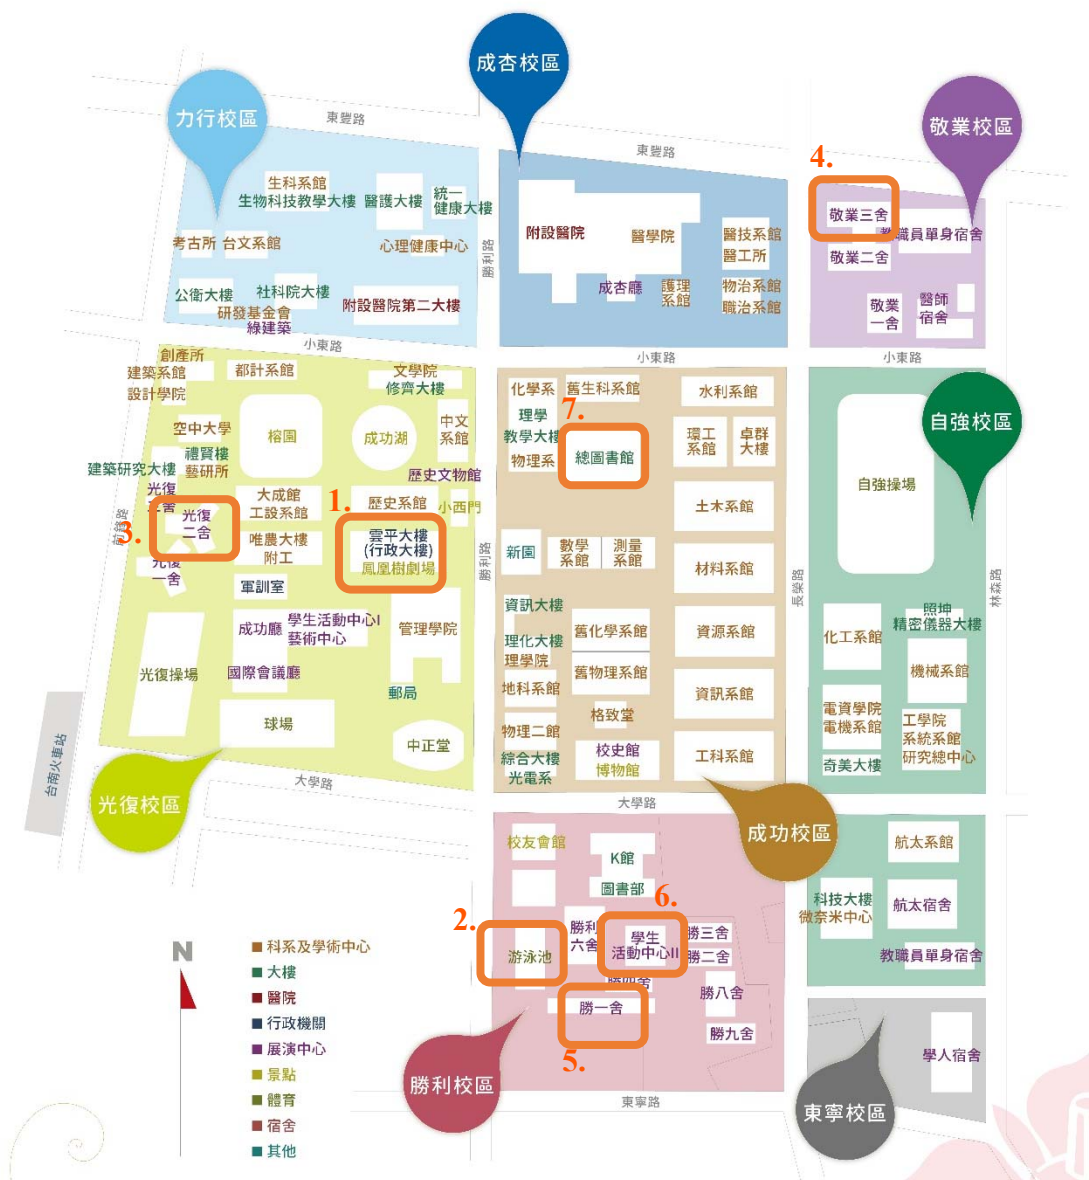 成杏校區
力行校區
敬業校區
東豐路
東豐路
4.
生科系館
生物科技教學大樓
醫護大樓
統一
健康大樓
考古所
台文系館
心理健康中心
勝利路
公衛大樓
社科院大樓
研發基金會
綠建築
附設醫院第二大樓
附設醫院
醫學院
醫技系館
醫工所
成杏廳
護理
系館
物治系館
職治系館
敬業三舍
教職員單身宿舍
敬業二舍
敬業
一舍
醫師
宿舍
小東路
小東路
小東路
創產所
建築系館
設計學院
都計系館
文學院
修齊大樓
空中大學
榕園
成功湖
中文
系館
禮賢樓
藝研所
建築研究大樓
歷史文物館
光復
三舍
大成館
工設系館
1.
歷史系館
小西門
3.
前鋒路
光復
二舍
唯農大樓
附工
雲平大樓
(行政大樓)
鳳凰樹劇場
勝利路
光復
一舍
軍訓室
成功廳
學生活動中心I
藝術中心
管理學院
光復操場
國際會議廳
郵局
球場
中正堂
台南火車站
光復校區
大學路
化學系
舊生科系館
水利系館
7.
理學
教學大樓
物理系
總圖書館
環工
系館
卓群
大樓
土木系館
新園
數學
系館
測量
系館
材料系館
長榮路
資訊大樓
舊化學系館
資源系館
理化大樓
理學院
舊物理系館
地科系館
資訊系館
格致堂
物理二館
校史館
博物館
工科系館
綜合大樓
光電系
大學路
成功校區
自強校區
自強操場
林森路
照坤
精密儀器大樓
化工系館
機械系館
電資學院
電機系館
工學院
系統系館
研究總中心
奇美大樓
航太系館
科技大樓
微奈米中心
航太宿舍
教職員單身宿舍
校友會館
K館
圖書部
2.
6.
游泳池
勝利
六舍
學生
活動中心II
勝三舍
勝二舍
勝四舍
勝一舍
勝八舍
5.
勝九舍
勝利校區
東寧路
學人宿舍
東寧校區
N
科系及學術中心
大樓
醫院
行政機關
展演中心
景點
體育
宿舍
其他